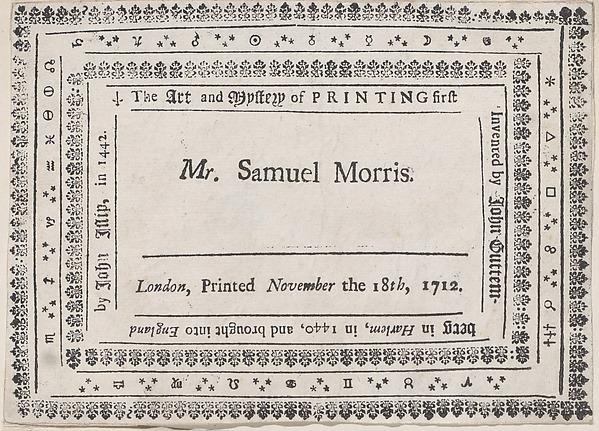 The Art and Mystery of PRINTING first
Invented by John Guttem-
berg in Harlem, in 1440, and brought into England
by John Islip, in 1442.
Mr. Samuel Morris.
London, Printed November the 18th, 1712.